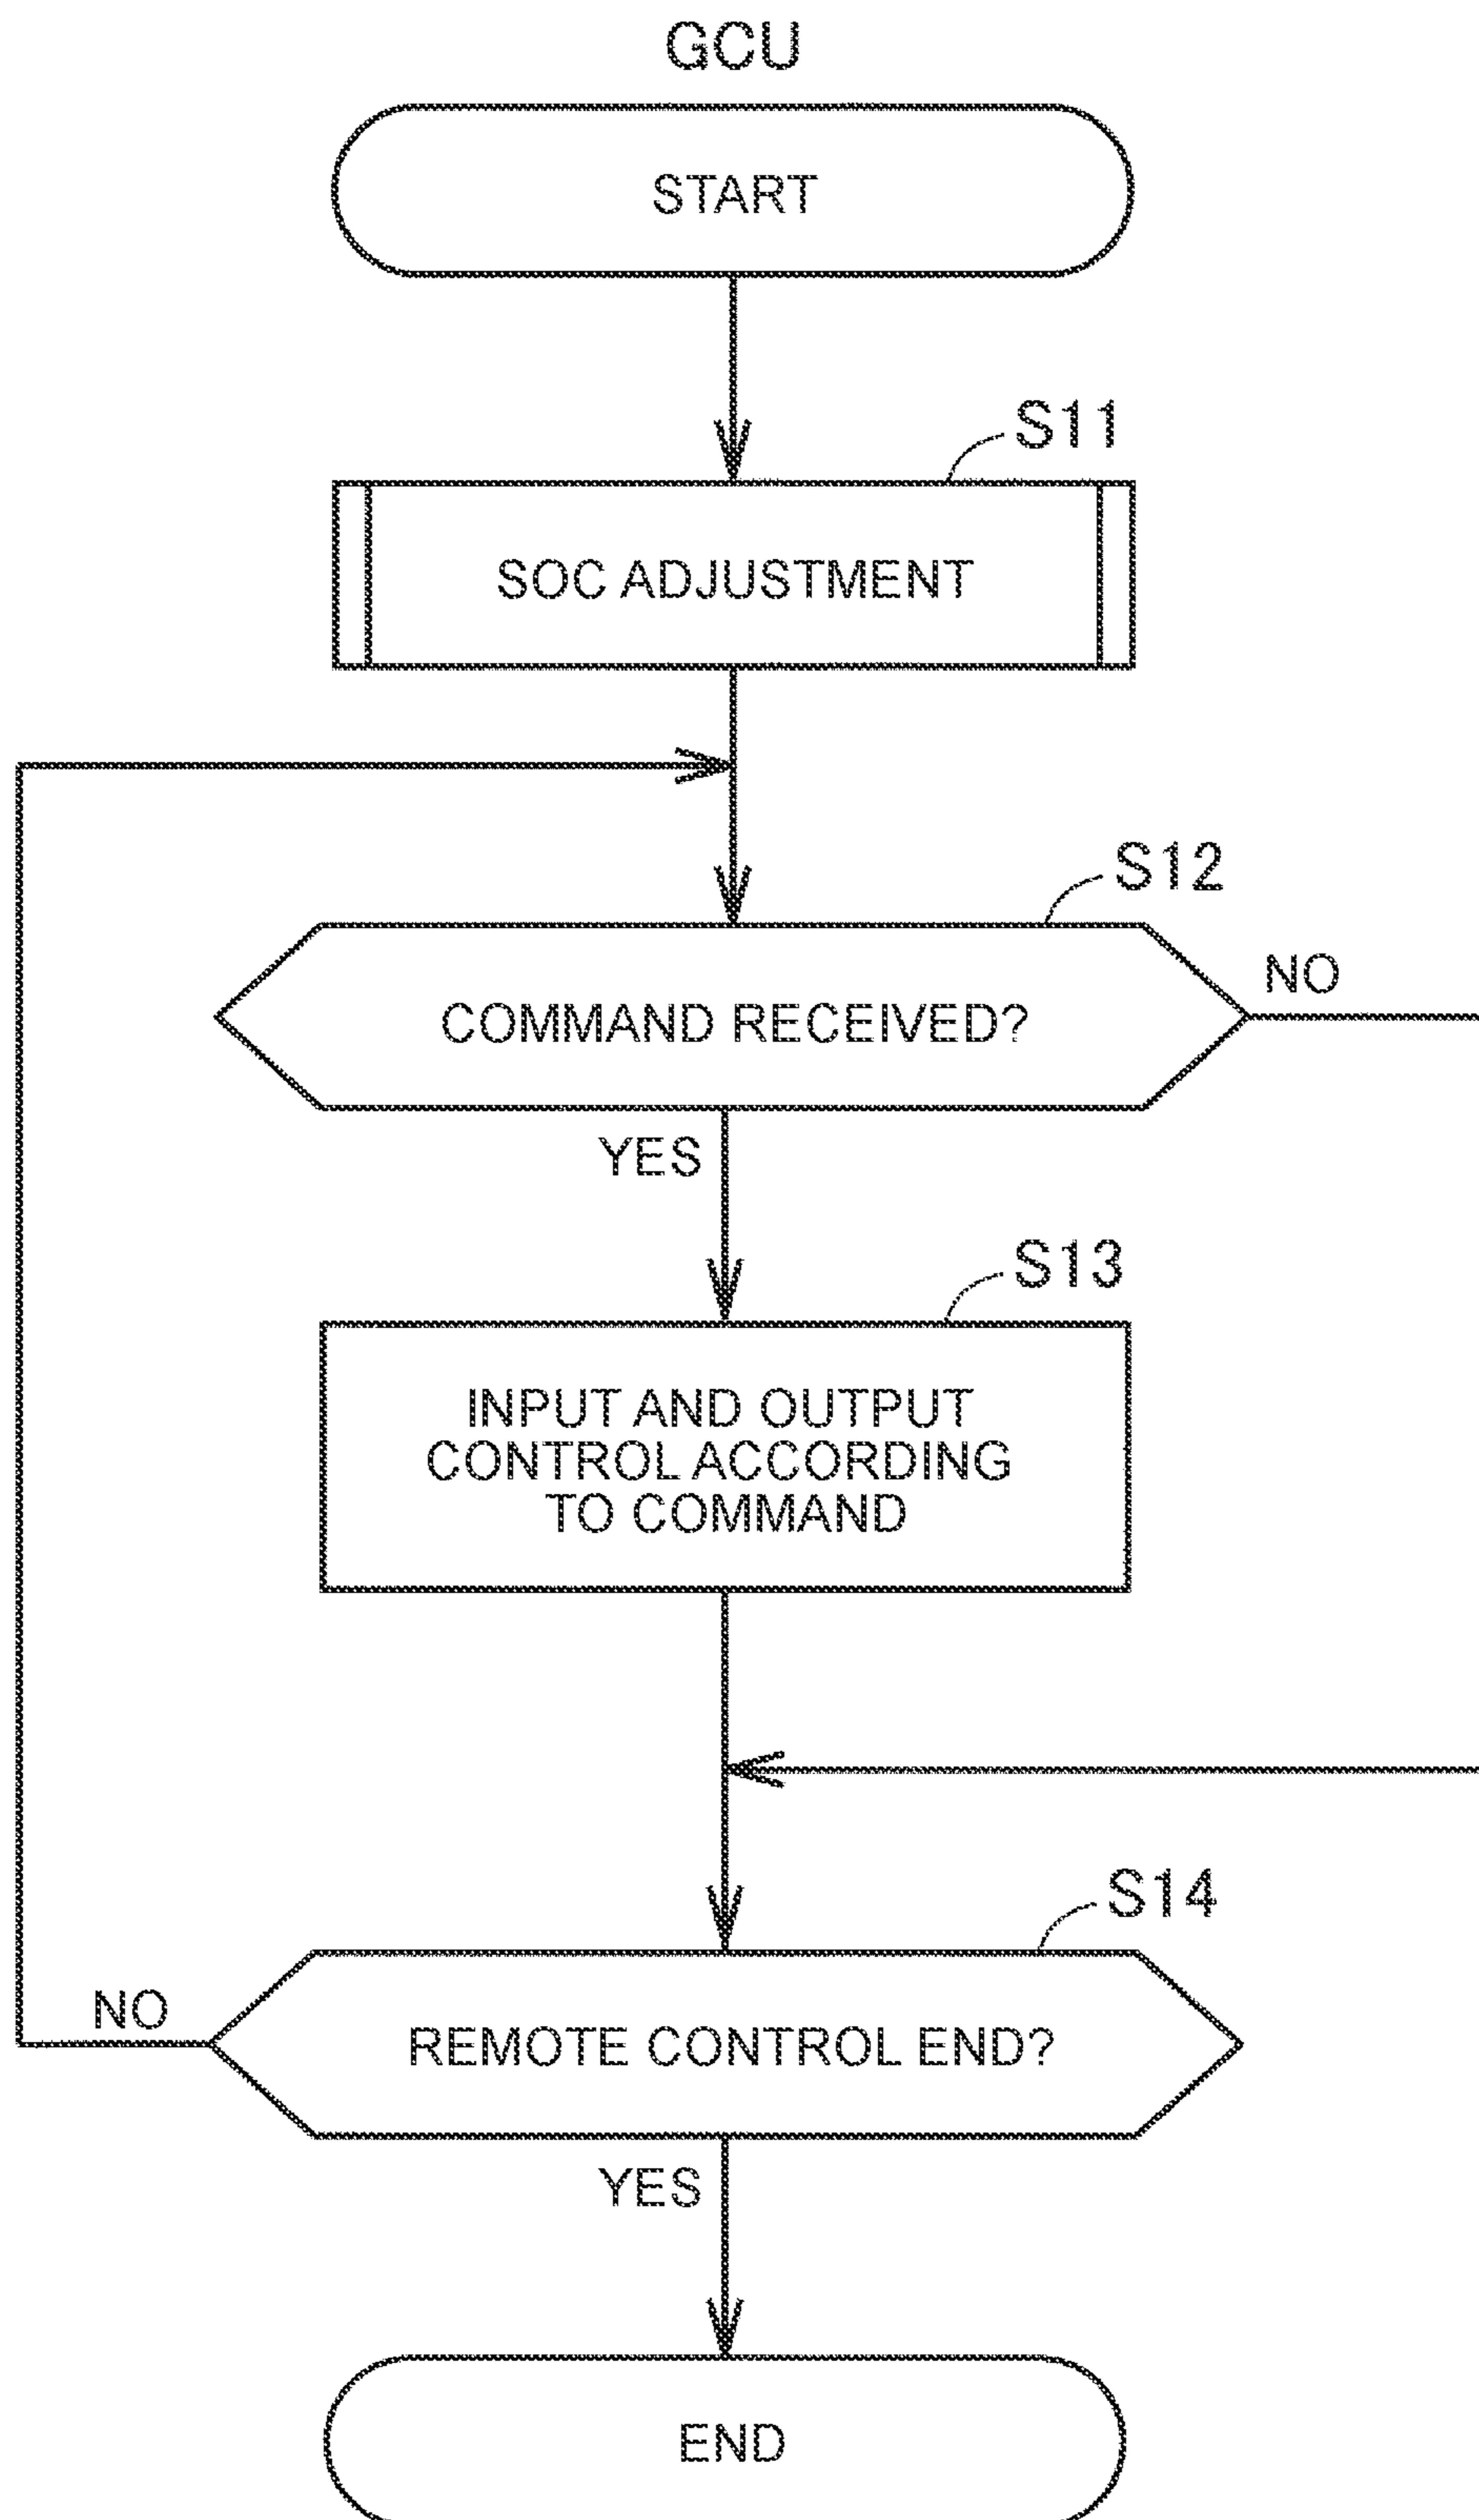 GCU
START
S11
SOC ADJUSTMENT
S12
NO
COMMAND RECEIVED?
YES
S13
INPUT AND OUTPUT
CONTROL ACCORDING
TO COMMAND
S14
NO
REMOTE CONTROL END?
YES
END